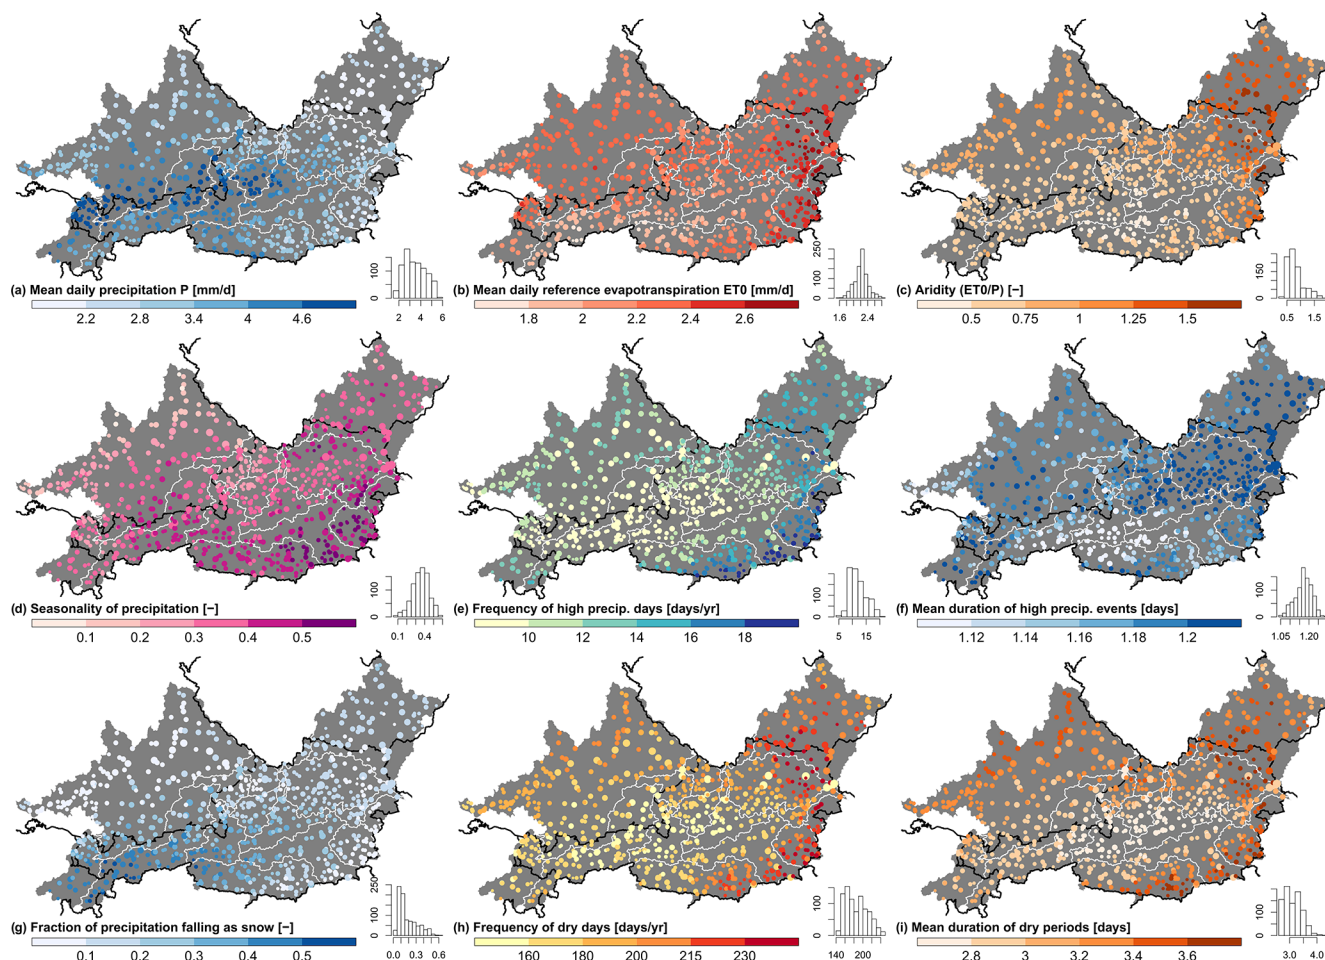 (a) Mean daily precipitation P [mm/d]
2.2 2.8 3.4 4 4.6
0 100
2 4 6
(b) Mean daily reference evapotranspiration ET0 [mm/d]
1.8 2 2.2 2.4 2.6
0 100 250
1.6 2.4
(c) Aridity (ET0/P) [−]
0.5 0.75 1 1.25 1.5
0 150
0.5 1.5
(d) Seasonality of precipitation [−]
0.1 0.2 0.3 0.4 0.5
0 100
0.1 0.4
(e) Frequency of high precip. days [days/yr]
10 12 14 16 18
0 100
5 15
(f) Mean duration of high precip. events [days]
1.12 1.14 1.16 1.18 1.2
0 100
1.05 1.20
(g) Fraction of precipitation falling as snow [−]
0.1 0.2 0.3 0.4 0.5
0 100 250
0.0 0.3 0.6
(h) Frequency of dry days [days/yr]
160 180 200 215 230
0 100
140 200
(i) Mean duration of dry periods [days]
2.8 3 3.2 3.4 3.6
0 100
3.0 4.0